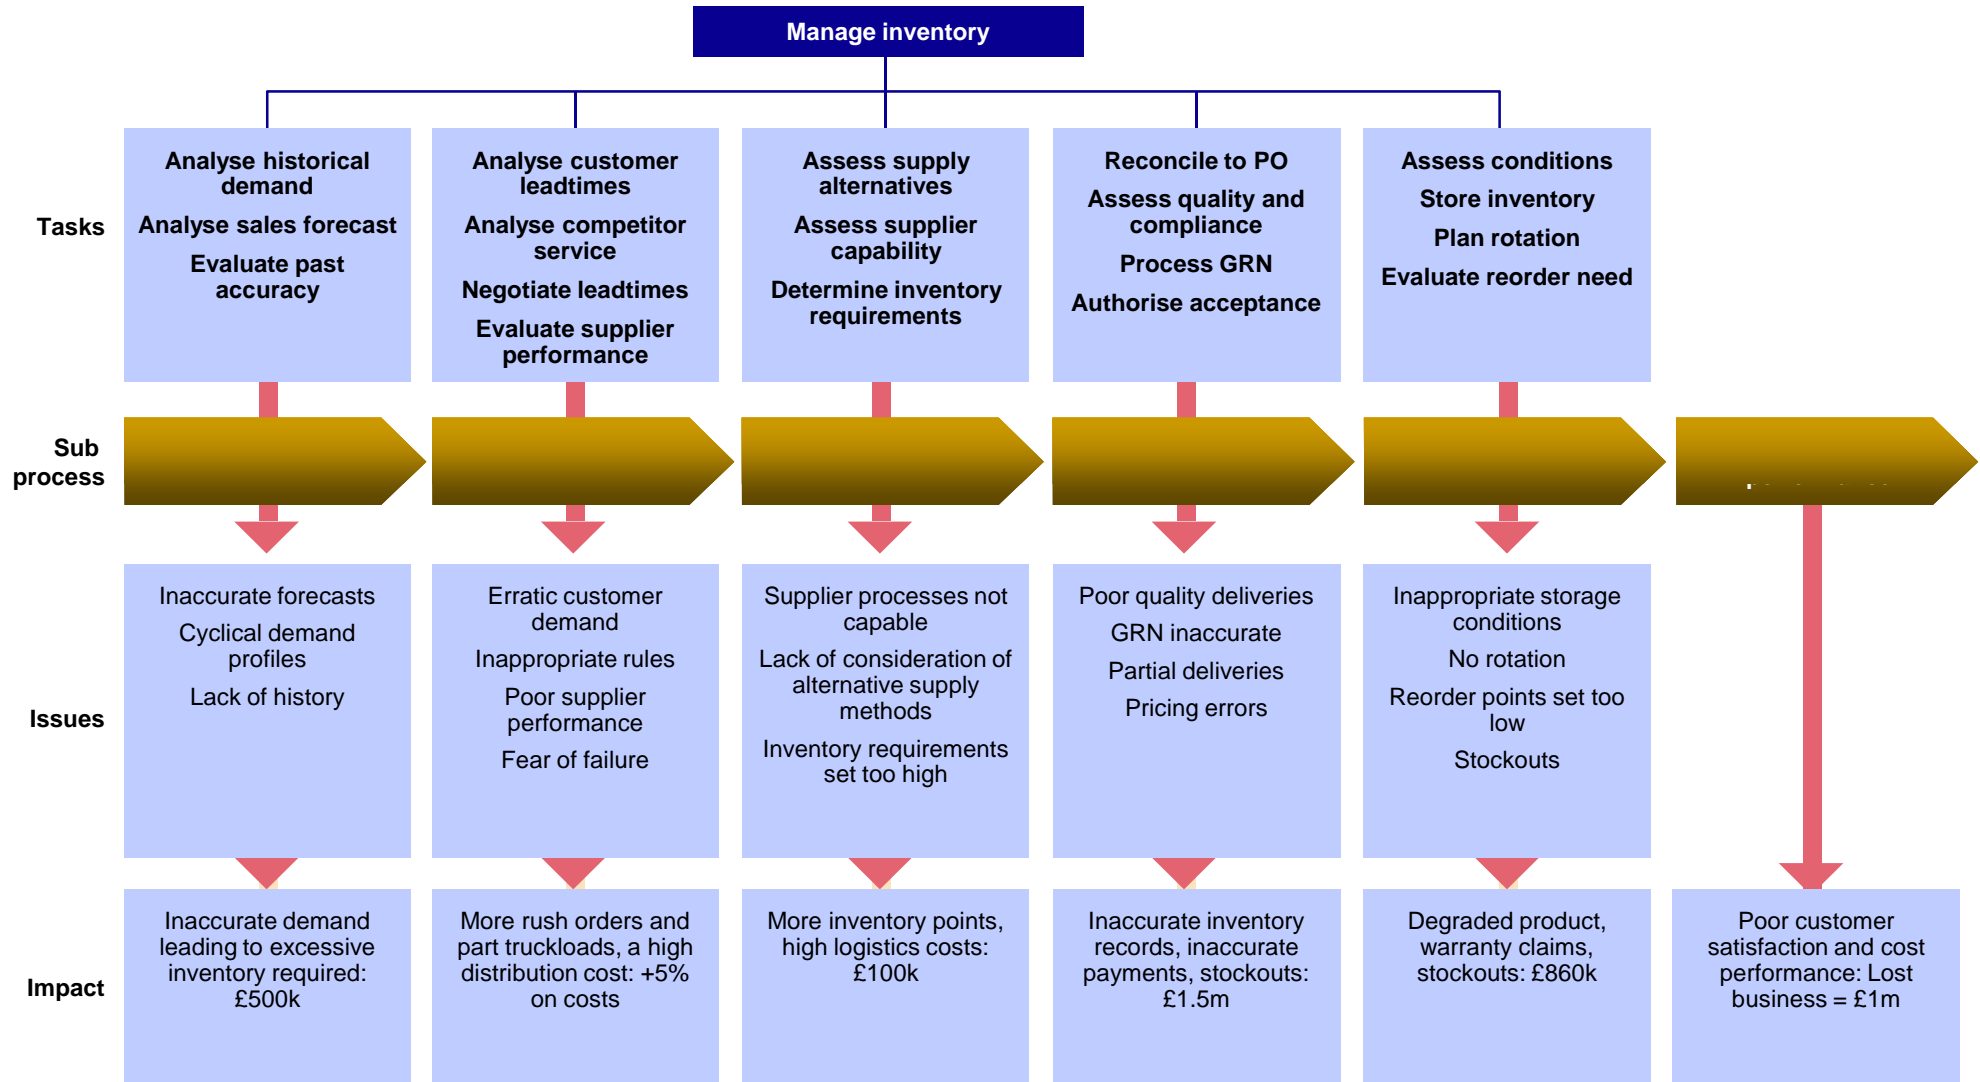 Manage inventory
Tasks
Analyse historical
demand
Analyse sales forecast
Evaluate past
accuracy
Analyse customer
leadtimes
Analyse competitor
service
Negotiate leadtimes
Evaluate supplier
performance
Assess supply
alternatives
Assess supplier
capability
Determine inventory
requirements
Reconcile to PO
Assess quality and
compliance
Process GRN
Authorise acceptance
Assess conditions
Store inventory
Plan rotation
Evaluate reorder need
Sub
process
Issues
Inaccurate forecasts
Cyclical demand
profiles
Lack of history
Erratic customer
demand
Inappropriate rules
Poor supplier
performance
Fear of failure
Supplier processes not
capable
Lack of consideration of
alternative supply
methods
Inventory requirements
set too high
Poor quality deliveries
GRN inaccurate
Partial deliveries
Pricing errors
Inappropriate storage
conditions
No rotation
Reorder points set too
low
Stockouts
Impact
Inaccurate demand
leading to excessive
inventory required:
£500k
More rush orders and
part truckloads, a high
distribution cost: +5%
on costs
More inventory points,
high logistics costs:
£100k
Inaccurate inventory
records, inaccurate
payments, stockouts:
£1.5m
Degraded product,
warranty claims,
stockouts: £860k
Poor customer
satisfaction and cost
performance: Lost
business = £1m